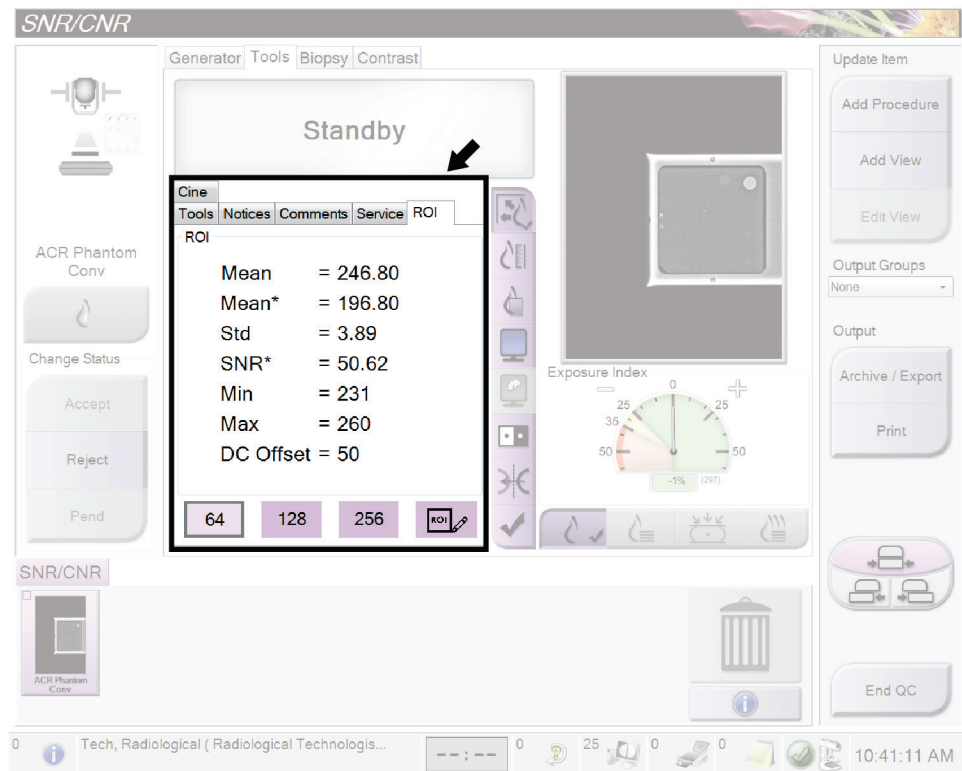 SNR/CNR
Generator Tools Biopsy Contrast
Standby
Cine
Tools Notices Comments Service ROI
ROI
Mean = 246.80
Mean* = 196.80
Std = 3.89
SNR* = 50.62
Min = 231
Max = 260
DC Offset = 50
64 128 256 ROI
ACR Phantom
Conv
Change Status
Accept
Reject
Pend
Exposure Index
0
25 25
35
50 50
-1% (297)
Update Item
Add Procedure
Add View
Edit View
Output Groups
None
Output
Archive / Export
Print
SNR/CNR
ACR Phantom
Conv
End QC
0 Tech, Radiological ( Radiological Technologis... --:-- 0 25 0 0 10:41:11 AM